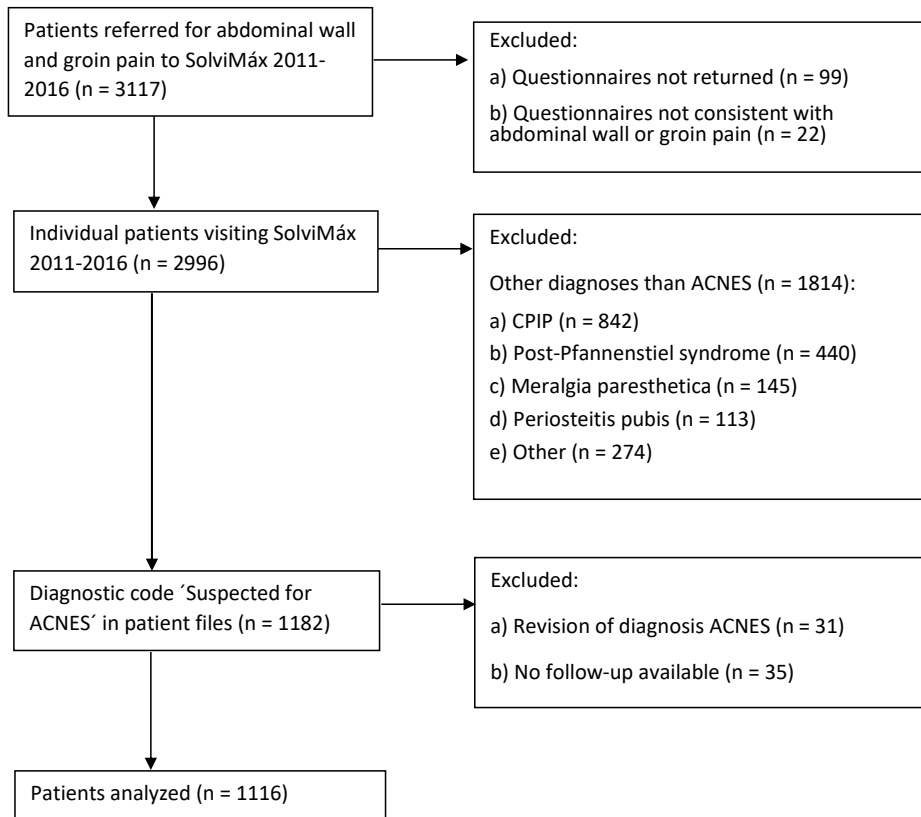 Patients referred for abdominal wall
and groin pain to SolviMáx 2011-
2016 (n = 3117)
Excluded:
a) Questionnaires not returned (n = 99)
b) Questionnaires not consistent with
abdominal wall or groin pain (n = 22)
Individual patients visiting SolviMáx
2011-2016 (n = 2996)
Excluded:
Other diagnoses than ACNES (n = 1814):
a) CPIP (n = 842)
b) Post-Pfannenstiel syndrome (n = 440)
c) Meralgia paresthetica (n = 145)
d) Periosteitis pubis (n = 113)
e) Other (n = 274)
Diagnostic code ´Suspected for
ACNES´ in patient files (n = 1182)
Excluded:
a) Revision of diagnosis ACNES (n = 31)
b) No follow-up available (n = 35)
Patients analyzed (n = 1116)